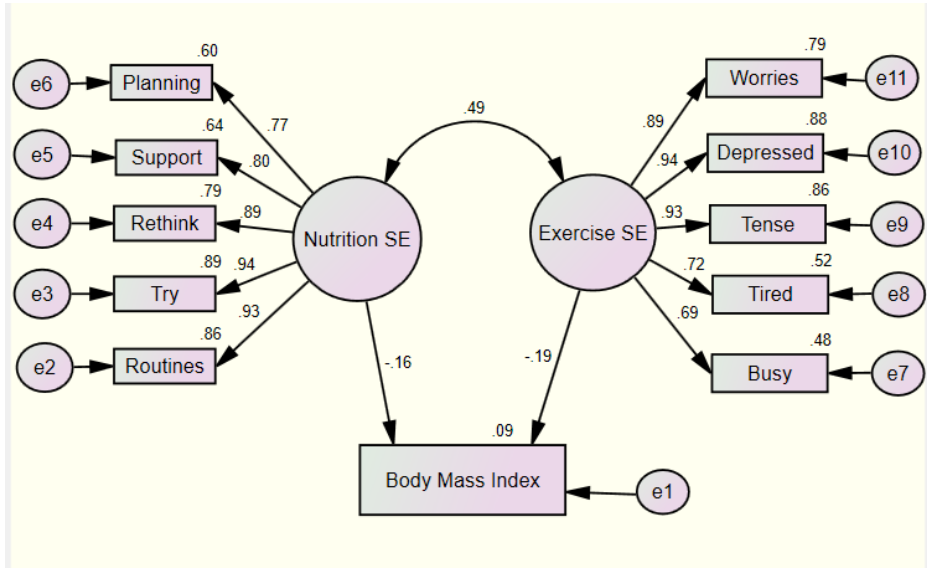 .60
e6
Planning
.77
.64
e5
Support
.80
.79
e4
Rethink
.89
.89
e3
Try
.94
.86
e2
Routines
.93
Nutrition SE
.49
Exercise SE
.79
Worries
e11
.89
.88
Depressed
e10
.94
.86
Tense
e9
.93
.52
Tired
e8
.72
.48
Busy
e7
.69
-.16
-.19
.09
Body Mass Index
e1